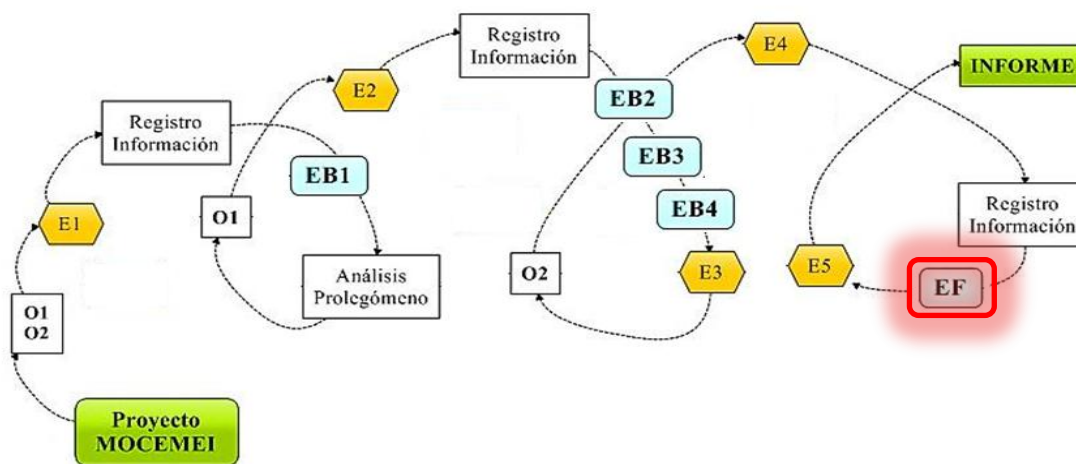 Proyecto
MOCEMEI
O1
O2
E1
Registro
Información
EB1
Análisis
Prolegómeno
O1
E2
Registro
Información
EB2
EB3
EB4
E3
O2
E4
Registro
Información
EF
E5
INFORME